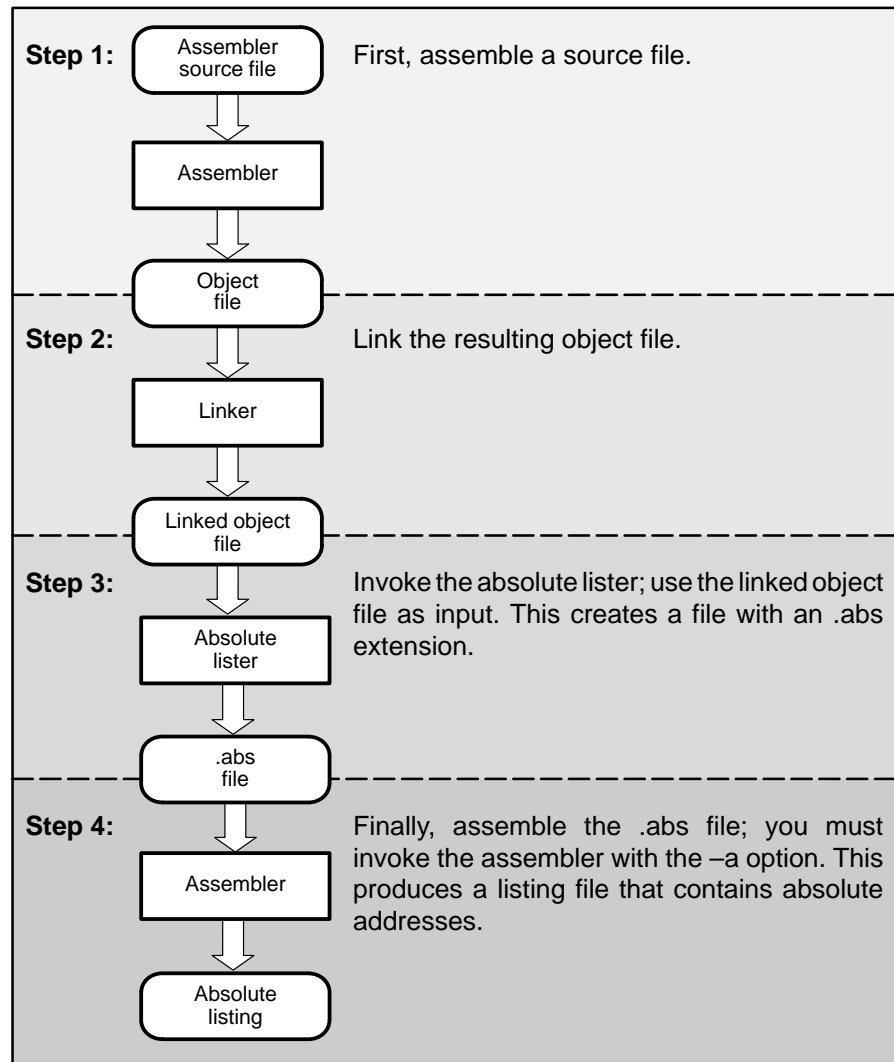 Step 1:
Assembler
source file
First, assemble a source file.
Assembler
Object
file
Step 2:
Link the resulting object file.
Linker
Linked object
file
Step 3:
Invoke the absolute lister; use the linked object
file as input. This creates a file with an .abs
extension.
Absolute
lister
.abs
file
Step 4:
Finally, assemble the .abs file; you must
invoke the assembler with the –a option. This
produces a listing file that contains absolute
addresses.
Assembler
Absolute
listing